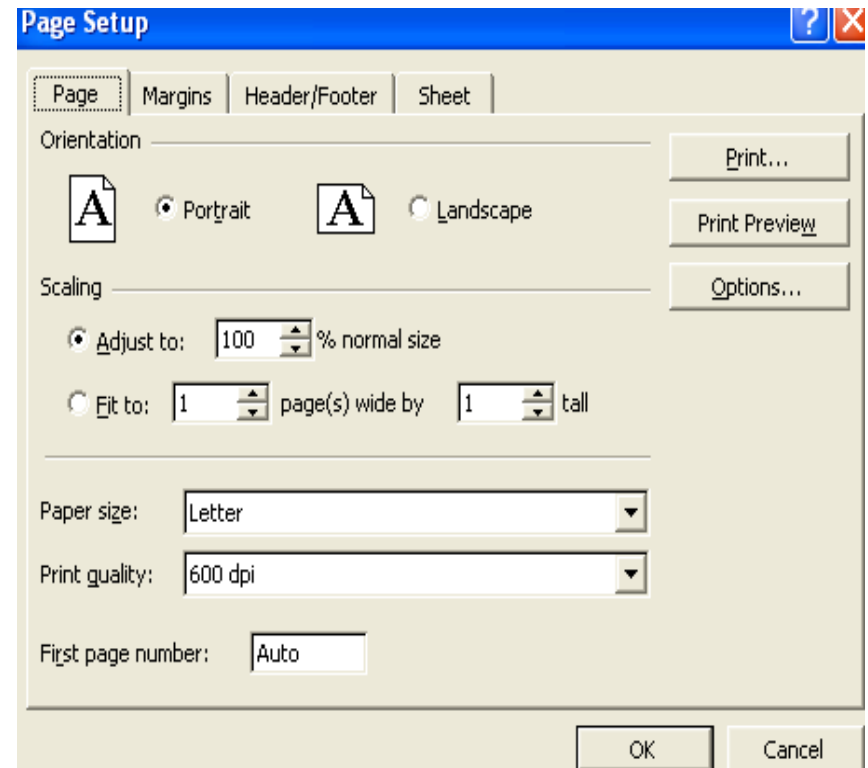 Page Setup
Page Margins Header/Footer Sheet
Orientation
Print...
A Portrait A Landscape
Print Preview
Scaling
Options...
Adjust to: 100 % normal size
Fit to: 1 page(s) wide by 1 tall
Paper size: Letter
Print quality: 600 dpi
First page number: Auto
OK Cancel